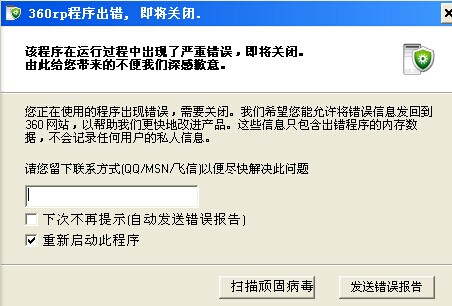 360rp程序出错, 即将关闭.
该程序在运行过程中出现了严重错误，即将关闭。
由此给您带来的不便我们深感歉意。
您正在使用的程序出现错误，需要关闭。我们希望您能允许将错误信息发回到
360网站，以帮助我们更快地改进产品。这些信息只包含出错程序的内存数
据，不会记录任何用户的私人信息。
请您留下联系方式(QQ/MSN/飞信)以便尽快解决此问题
下次不再提示(自动发送错误报告)
重新启动此程序
扫描顽固病毒
发送错误报告